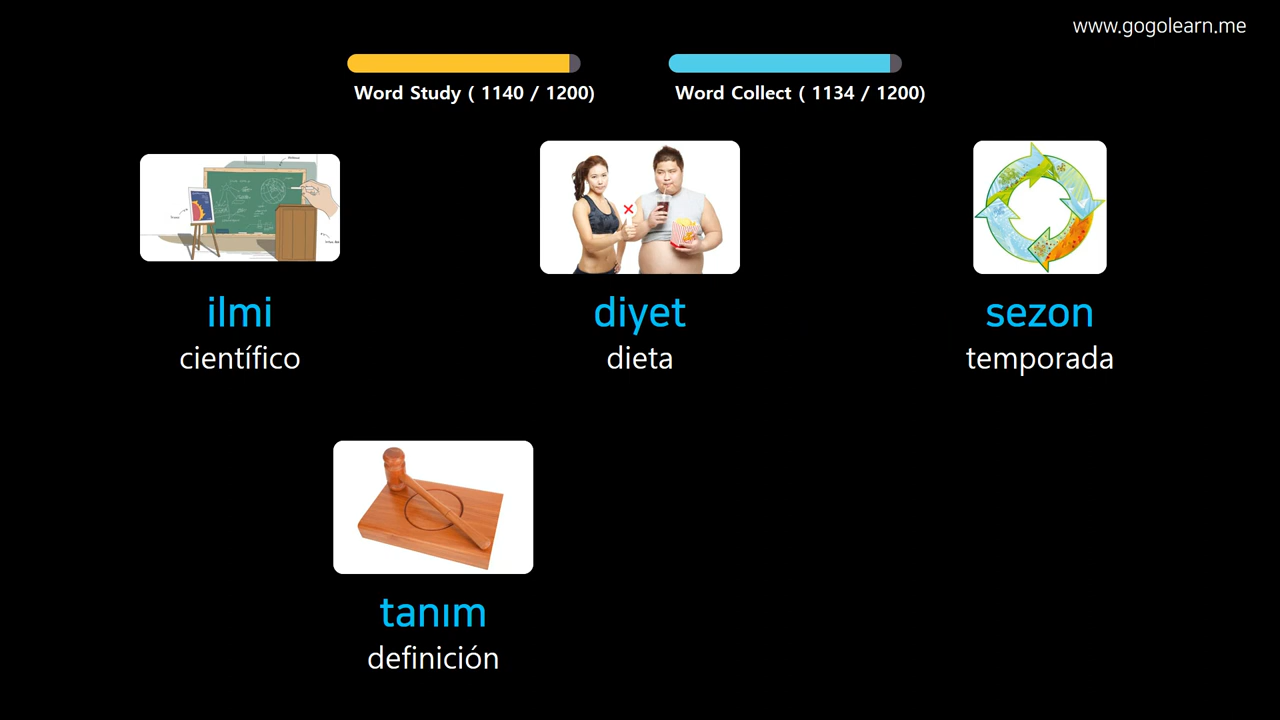 www.gogolearn.me
Word Study ( 1140 / 1200)
Word Collect ( 1134 / 1200)
ilmi
científico
diyet
dieta
sezon
temporada
tanım
definición